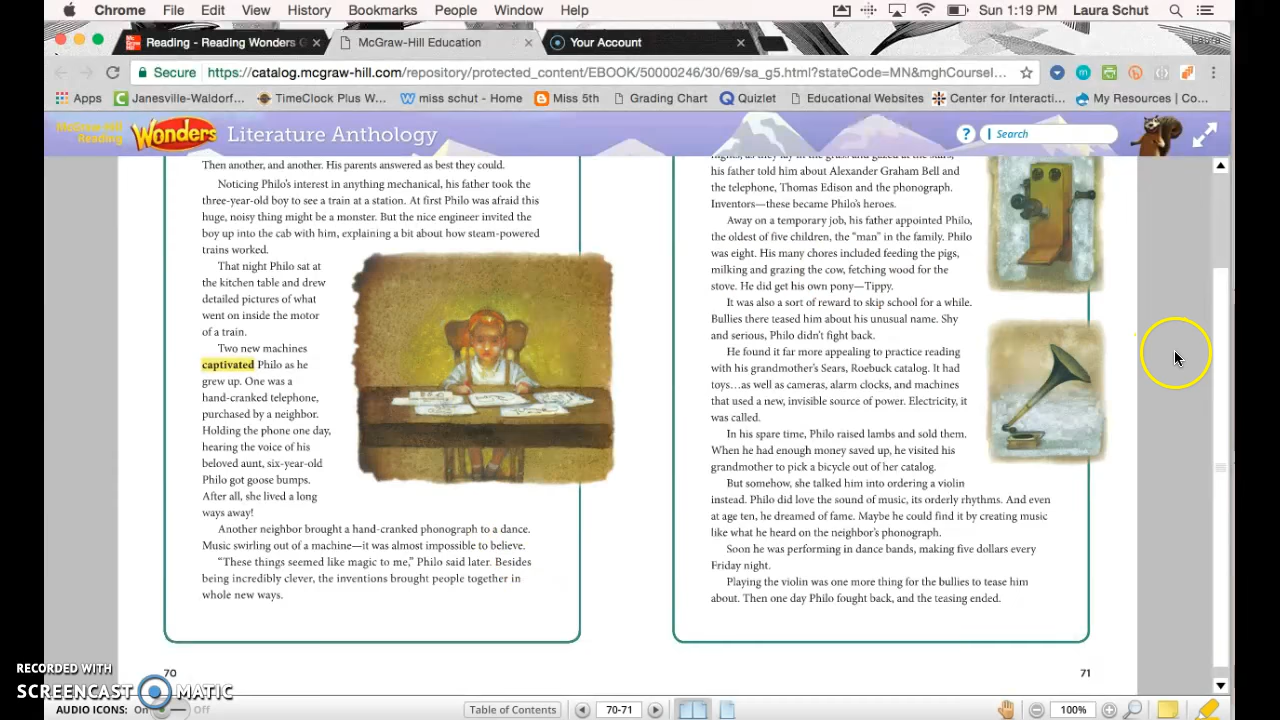 Chrome File Edit View History Bookmarks People Window Help Sun 1:19 PM Laura Schut
Reading - Reading Wonders McGraw-Hill Education Your Account Laura
Secure https://catalog.mcgraw-hill.com/repository/protected_content/EBOOK/50000246/30/69/sa_g5.html?stateCode=MN&mghCoursel...
Apps Janesville-Waldorf... TimeClock Plus W... miss schut - Home Miss 5th Grading Chart Quizlet Educational Websites Center for Interacti... My Resources | Co...
McGraw-Hill
Reading
Wonders Literature Anthology ? Search
Then another, and another. His parents answered as best they could.
Noticing Philo's interest in anything mechanical, his father took the
three-year-old boy to see a train at a station. At first Philo was afraid this
huge, noisy thing might be a monster. But the nice engineer invited the
boy up into the cab with him, explaining a bit about how steam-powered
trains worked.
That night Philo sat at
the kitchen table and drew
detailed pictures of what
went on inside the motor
of a train.
Two new machines
captivated Philo as he
grew up. One was a
hand-cranked telephone,
purchased by a neighbor.
Holding the phone one day,
hearing the voice of his
beloved aunt, six-year-old
Philo got goose bumps.
After all, she lived a long
ways away!
Another neighbor brought a hand-cranked phonograph to a dance.
Music swirling out of a machine—it was almost impossible to believe.
"These things seemed like magic to me," Philo said later. Besides
being incredibly clever, the inventions brought people together in
whole new ways.
70
nights, as they lay in the grass and gazed at the stars,
his father told him about Alexander Graham Bell and
the telephone, Thomas Edison and the phonograph.
Inventors—these became Philo's heroes.
Away on a temporary job, his father appointed Philo,
the oldest of five children, the "man" in the family. Philo
was eight. His many chores included feeding the pigs,
milking and grazing the cow, fetching wood for the
stove. He did get his own pony—Tippy.
It was also a sort of reward to skip school for a while.
Bullies there teased him about his unusual name. Shy
and serious, Philo didn't fight back.
He found it far more appealing to practice reading
with his grandmother's Sears, Roebuck catalog. It had
toys...as well as cameras, alarm clocks, and machines
that used a new, invisible source of power. Electricity, it
was called.
In his spare time, Philo raised lambs and sold them.
When he had enough money saved up, he visited his
grandmother to pick a bicycle out of her catalog.
But somehow, she talked him into ordering a violin
instead. Philo did love the sound of music, its orderly rhythms. And even
at age ten, he dreamed of fame. Maybe he could find it by creating music
like what he heard on the neighbor's phonograph.
Soon he was performing in dance bands, making five dollars every
Friday night.
Playing the violin was one more thing for the bullies to tease him
about. Then one day Philo fought back, and the teasing ended.
71
RECORDED WITH
SCREENCAST MATIC
AUDIO ICONS: On Off Table of Contents 70-71 100%